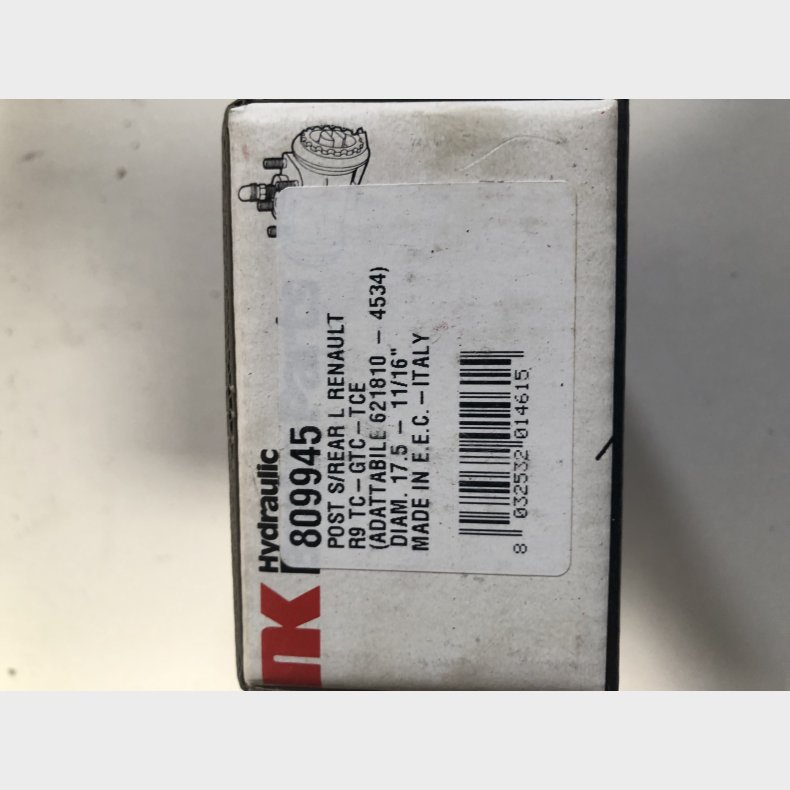 NK
Hydraulic
809945
POST S/REAR L RENAULT
R9 TC-GTC-TCE
(ADATTABILE 621810 - 4534)
DIAM. 17.5 - 11/16"
MADE IN E.E.C.-ITALY
8 032532 014615